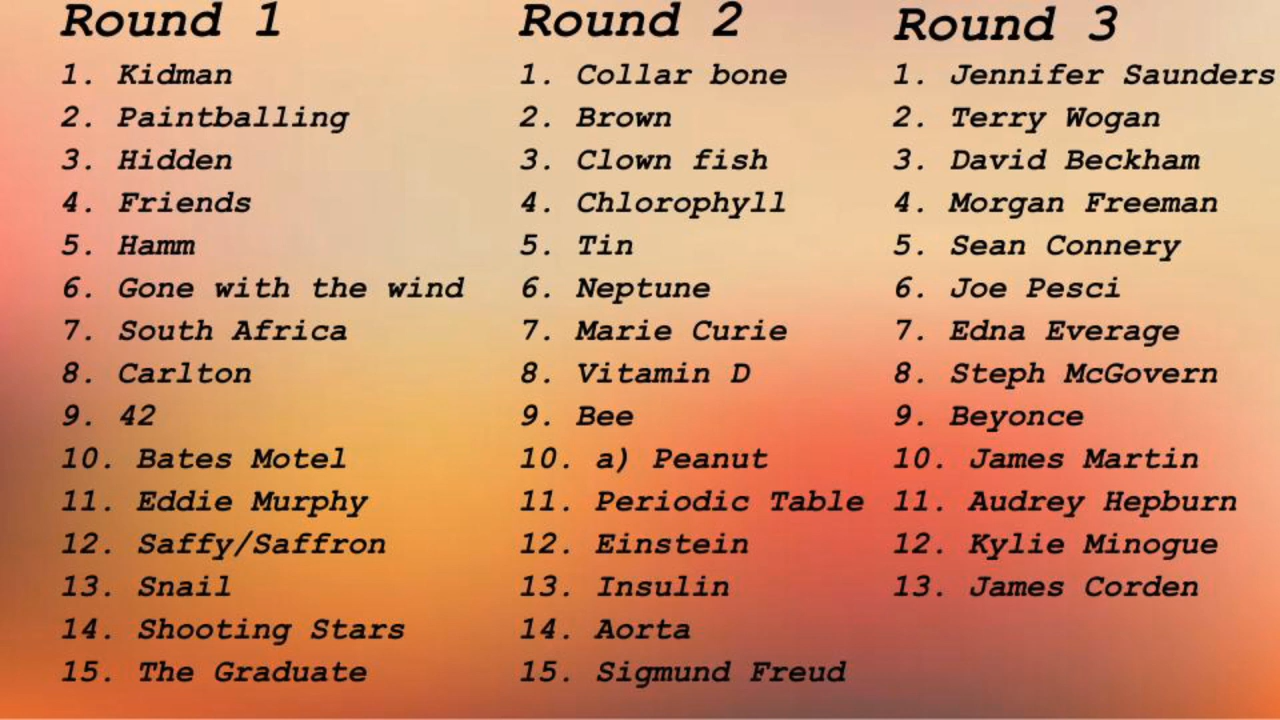 Round 1
1. Kidman
2. Paintballing
3. Hidden
4. Friends
5. Hamm
6. Gone with the wind
7. South Africa
8. Carlton
9. 42
10. Bates Motel
11. Eddie Murphy
12. Saffy/Saffron
13. Snail
14. Shooting Stars
15. The Graduate
Round 2
1. Collar bone
2. Brown
3. Clown fish
4. Chlorophyll
5. Tin
6. Neptune
7. Marie Curie
8. Vitamin D
9. Bee
10. a) Peanut
11. Periodic Table
12. Einstein
13. Insulin
14. Aorta
15. Sigmund Freud
Round 3
1. Jennifer Saunders
2. Terry Wogan
3. David Beckham
4. Morgan Freeman
5. Sean Connery
6. Joe Pesci
7. Edna Everage
8. Steph McGovern
9. Beyonce
10. James Martin
11. Audrey Hepburn
12. Kylie Minogue
13. James Corden